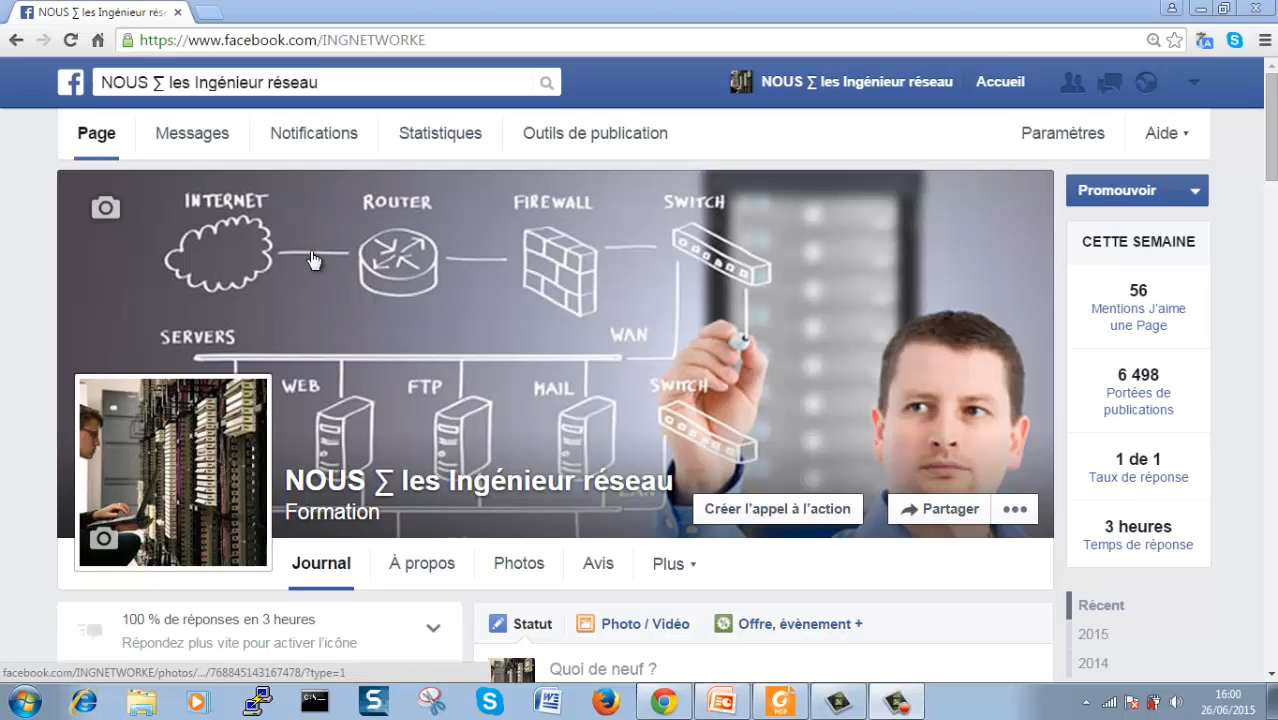 NOUS ∑ les Ingénieur rése
https://www.facebook.com/INGNETWORKE
NOUS ∑ les Ingénieur réseau
NOUS ∑ les Ingénieur réseau
Accueil
Page
Messages
Notifications
Statistiques
Outils de publication
Paramètres
Aide
INTERNET
ROUTER
FIREWALL
SWITCH
SERVERS
WAN
WEB
FTP
MAIL
SWITCH
NOUS ∑ les Ingénieur réseau
Formation
Créer l'appel à l'action
Partager
Promouvoir
CETTE SEMAINE
56
Mentions J'aime
une Page
6 498
Portées de
publications
1 de 1
Taux de réponse
3 heures
Temps de réponse
Journal
À propos
Photos
Avis
Plus
100 % de réponses en 3 heures
Répondez plus vite pour activer l'icône
Statut
Photo / Vidéo
Offre, évènement +
Quoi de neuf ?
Récent
2015
2014
facebook.com/INGNETWORKE/photos/.../768845143167478/?type=1
16:00
26/06/2015